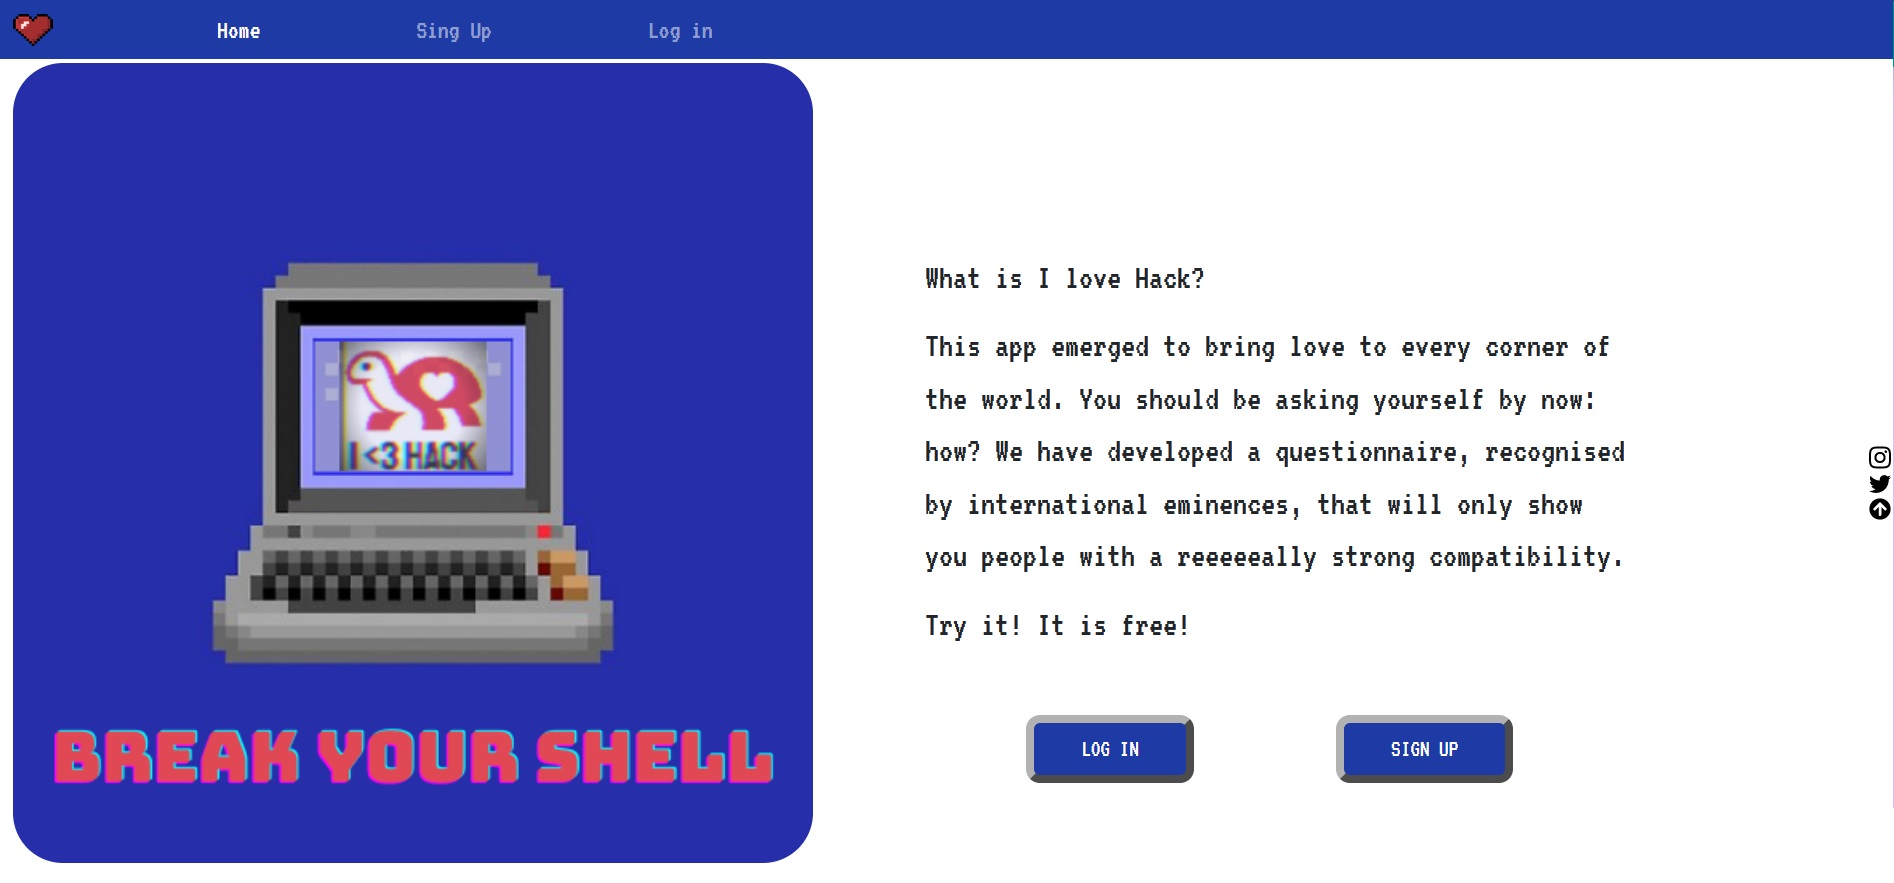 Home Sing Up Log in
I <3 HACK
BREAK YOUR SHELL
What is I love Hack?
This app emerged to bring love to every corner of
the world. You should be asking yourself by now:
how? We have developed a questionnaire, recognised
by international eminences, that will only show
you people with a reeeeeally strong compatibility.
Try it! It is free!
LOG IN
SIGN UP